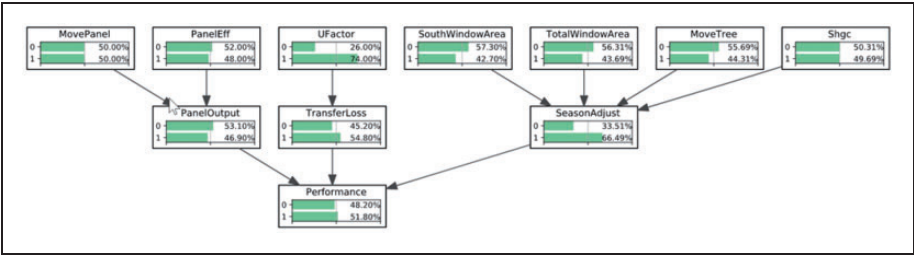 MovePanel
0 50.00%
1 50.00%
PanelEff
0 52.00%
1 48.00%
UFactor
0 26.00%
1 74.00%
SouthWindowArea
0 57.30%
1 42.70%
TotalWindowArea
0 56.31%
1 43.69%
MoveTree
0 55.69%
1 44.31%
Shgc
0 50.31%
1 49.69%
PanelOutput
0 53.10%
1 46.90%
TransferLoss
0 45.20%
1 54.80%
SeasonAdjust
0 33.51%
1 66.49%
Performance
0 48.20%
1 51.80%